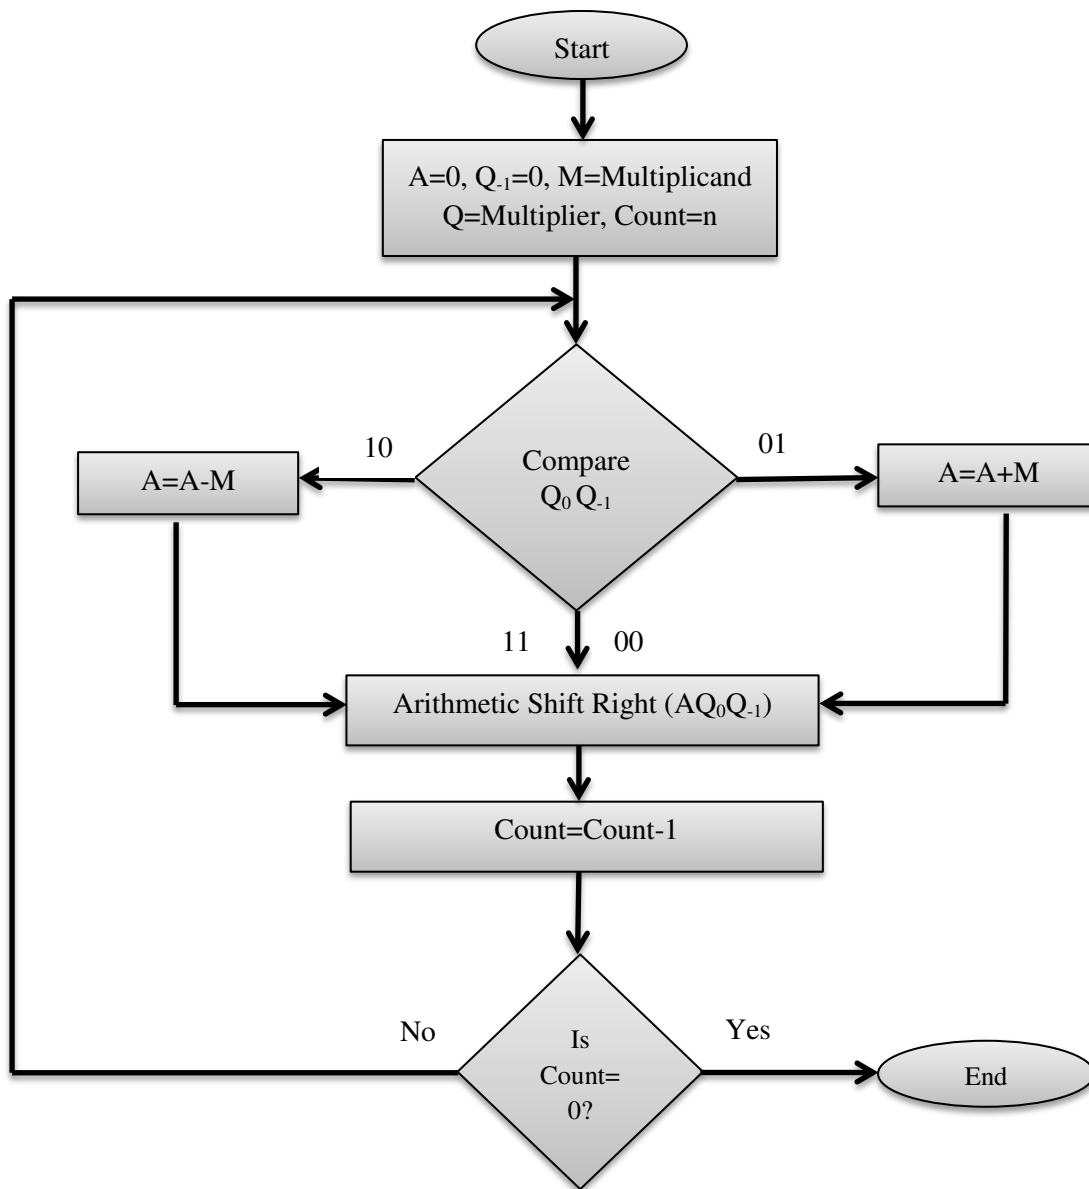 Start
A=0, Q₋₁=0, M=Multiplicand
Q=Multiplier, Count=n
10
01
A=A-M
Compare
Q₀ Q₋₁
A=A+M
11
00
Arithmetic Shift Right (AQ₀Q₋₁)
Count=Count-1
No
Yes
Is
Count=
0?
End